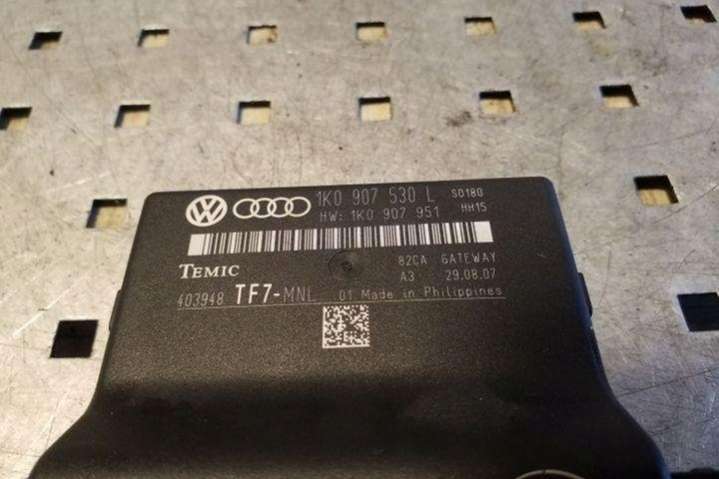 1K0 907 530 L S0180
HW: 1K0 907 951 HH15
TEMIC 82CA GATEWAY
A3 29.08.07
403948 TF7-MNL 01 Made in Philippines